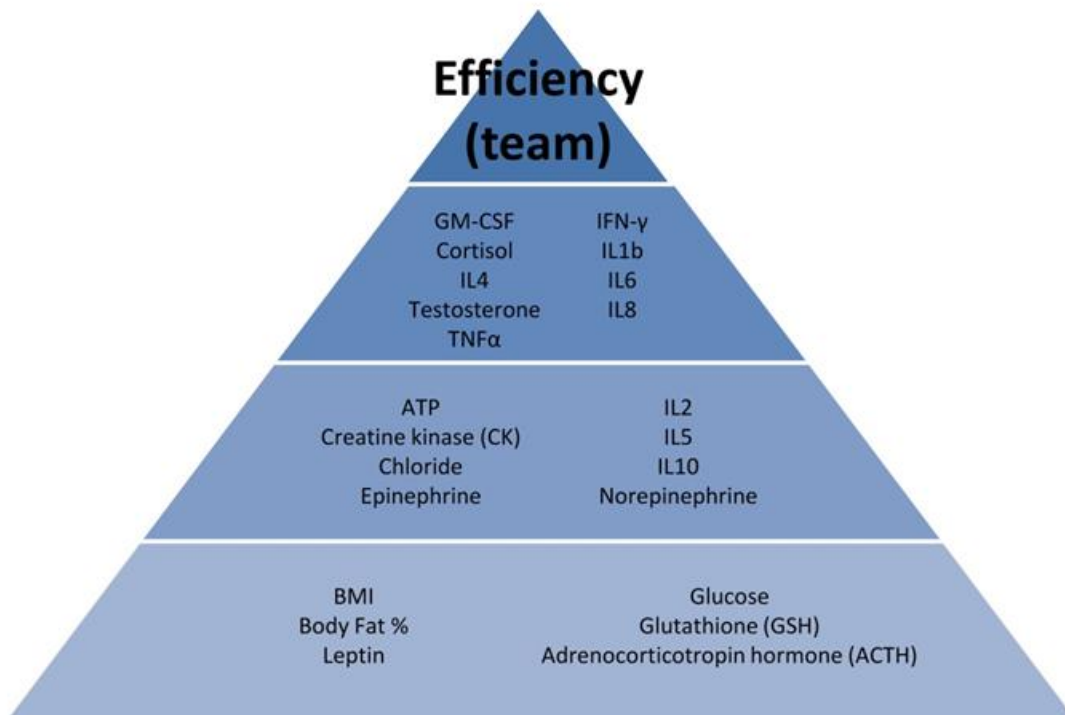 Efficiency
(team)
GM-CSF
Cortisol
IL4
Testosterone
TNFα
IFN-γ
IL1b
IL6
IL8
ATP
Creatine kinase (CK)
Chloride
Epinephrine
IL2
IL5
IL10
Norepinephrine
BMI
Body Fat %
Leptin
Glucose
Glutathione (GSH)
Adrenocorticotropin hormone (ACTH)